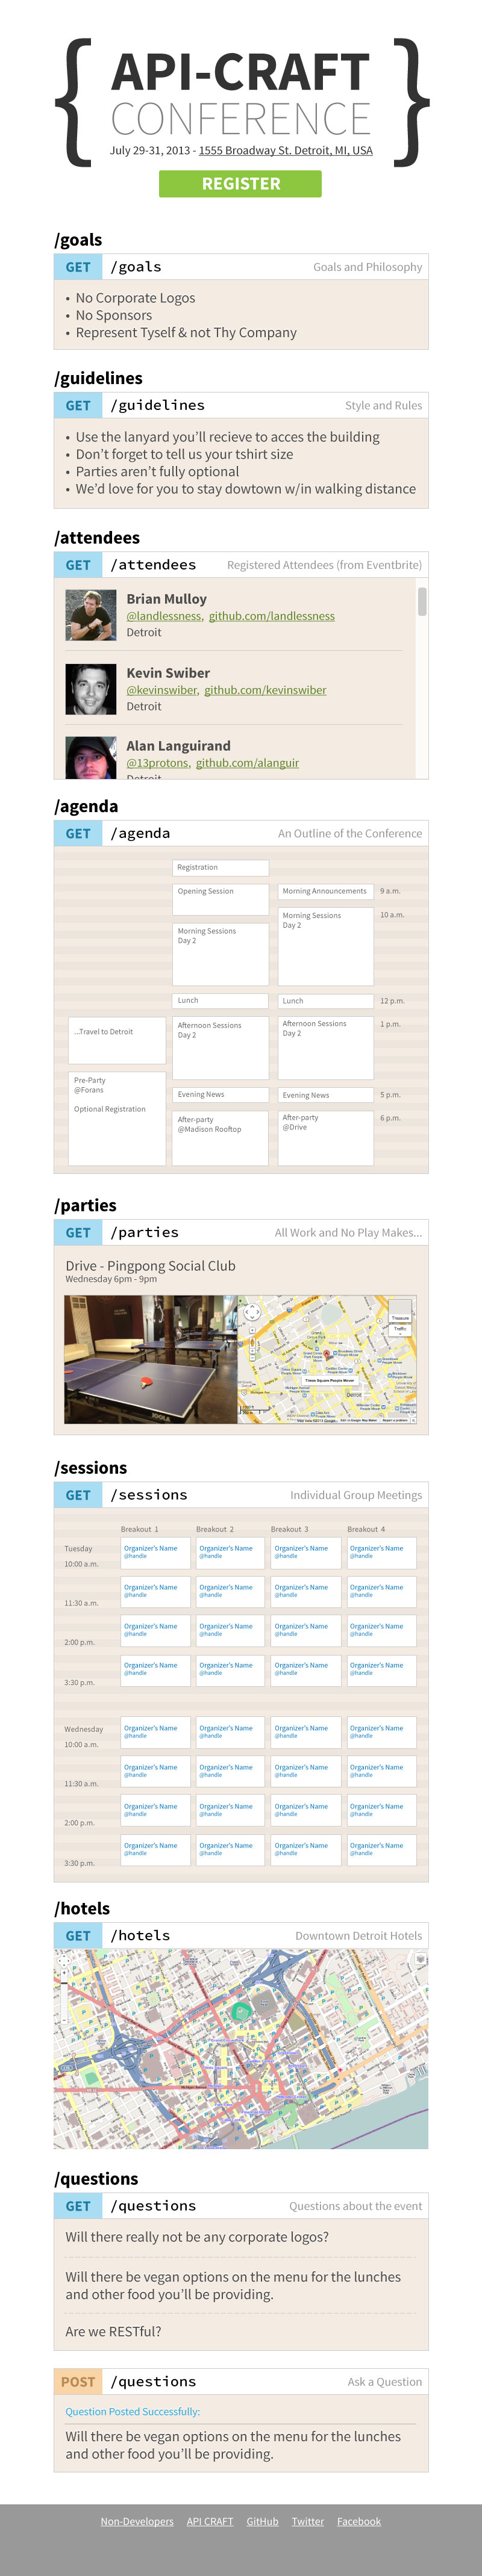 { API-CRAFT
CONFERENCE }
July 29-31, 2013 - 1555 Broadway St. Detroit, MI, USA
REGISTER
/goals
GET /goals Goals and Philosophy
• No Corporate Logos
• No Sponsors
• Represent Tyself & not Thy Company
/guidelines
GET /guidelines Style and Rules
• Use the lanyard you'll recieve to acces the building
• Don't forget to tell us your tshirt size
• Parties aren't fully optional
• We'd love for you to stay dowtown w/in walking distance
/attendees
GET /attendees Registered Attendees (from Eventbrite)
Brian Mulloy
@landlessness, github.com/landlessness
Detroit
Kevin Swiber
@kevinswiber, github.com/kevinswiber
Detroit
Alan Languirand
@13protons, github.com/alanguir
Detroit
/agenda
GET /agenda An Outline of the Conference
Registration
Opening Session Morning Announcements 9 a.m.
Morning Sessions 10 a.m.
Day 2
Morning Sessions
Day 2
Lunch Lunch 12 p.m.
Afternoon Sessions Afternoon Sessions 1 p.m.
Day 2 Day 2
...Travel to Detroit
Pre-Party
@Forans
Evening News Evening News 5 p.m.
Optional Registration
After-party After-party 6 p.m.
@Madison Rooftop @Drive
/parties
GET /parties All Work and No Play Makes...
Drive - Pingpong Social Club
Wednesday 6pm - 9pm
JOOLA
Treasure
Traffic
Times Square People Mover
Detroit
/sessions
GET /sessions Individual Group Meetings
Breakout 1 Breakout 2 Breakout 3 Breakout 4
Tuesday Organizer's Name Organizer's Name Organizer's Name Organizer's Name
@handle @handle @handle @handle
10:00 a.m.
Organizer's Name Organizer's Name Organizer's Name Organizer's Name
@handle @handle @handle @handle
11:30 a.m.
Organizer's Name Organizer's Name Organizer's Name Organizer's Name
@handle @handle @handle @handle
2:00 p.m.
Organizer's Name Organizer's Name Organizer's Name Organizer's Name
@handle @handle @handle @handle
3:30 p.m.
Wednesday Organizer's Name Organizer's Name Organizer's Name Organizer's Name
@handle @handle @handle @handle
10:00 a.m.
Organizer's Name Organizer's Name Organizer's Name Organizer's Name
@handle @handle @handle @handle
11:30 a.m.
Organizer's Name Organizer's Name Organizer's Name Organizer's Name
@handle @handle @handle @handle
2:00 p.m.
Organizer's Name Organizer's Name Organizer's Name Organizer's Name
@handle @handle @handle @handle
3:30 p.m.
/hotels
GET /hotels Downtown Detroit Hotels
/questions
GET /questions Questions about the event
Will there really not be any corporate logos?
Will there be vegan options on the menu for the lunches
and other food you'll be providing.
Are we RESTful?
POST /questions Ask a Question
Question Posted Successfully:
Will there be vegan options on the menu for the lunches
and other food you'll be providing.
Non-Developers API CRAFT GitHub Twitter Facebook